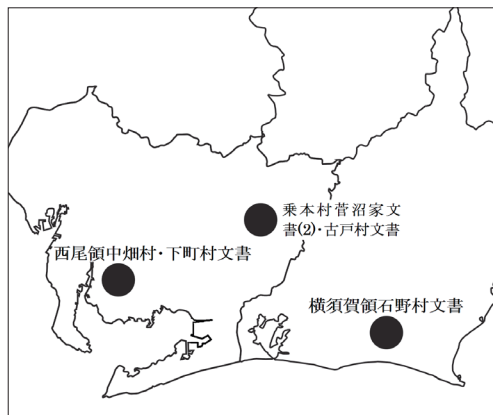 乗本村菅沼家文
書(2)・古戸村文書
西尾領中畑村・下町村文書
横須賀領石野村文書